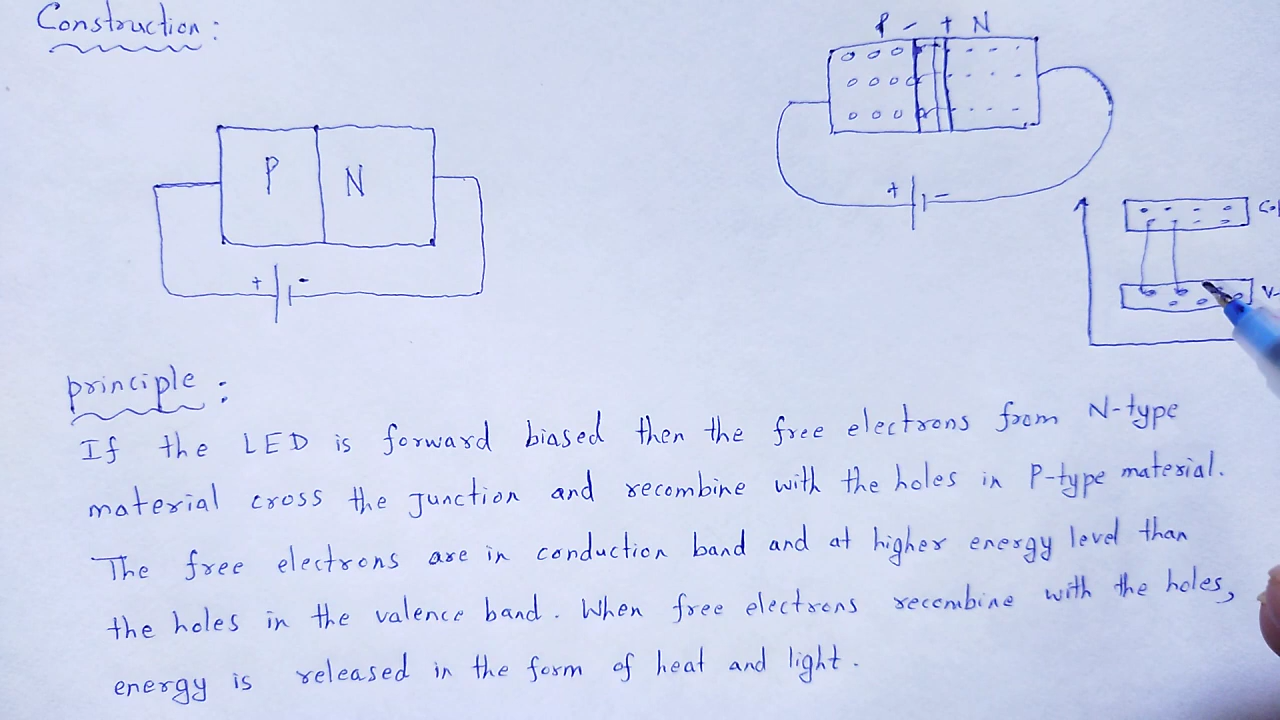 Construction :
P - + N
P N
+ -
+ -
principle :
If the LED is forward biased then the free electrons from N-type
material cross the junction and recombine with the holes in P-type material.
The free electrons are in conduction band and at higher energy level than
the holes in the valence band. When free electrons recombine with the holes,
energy is released in the form of heat and light.